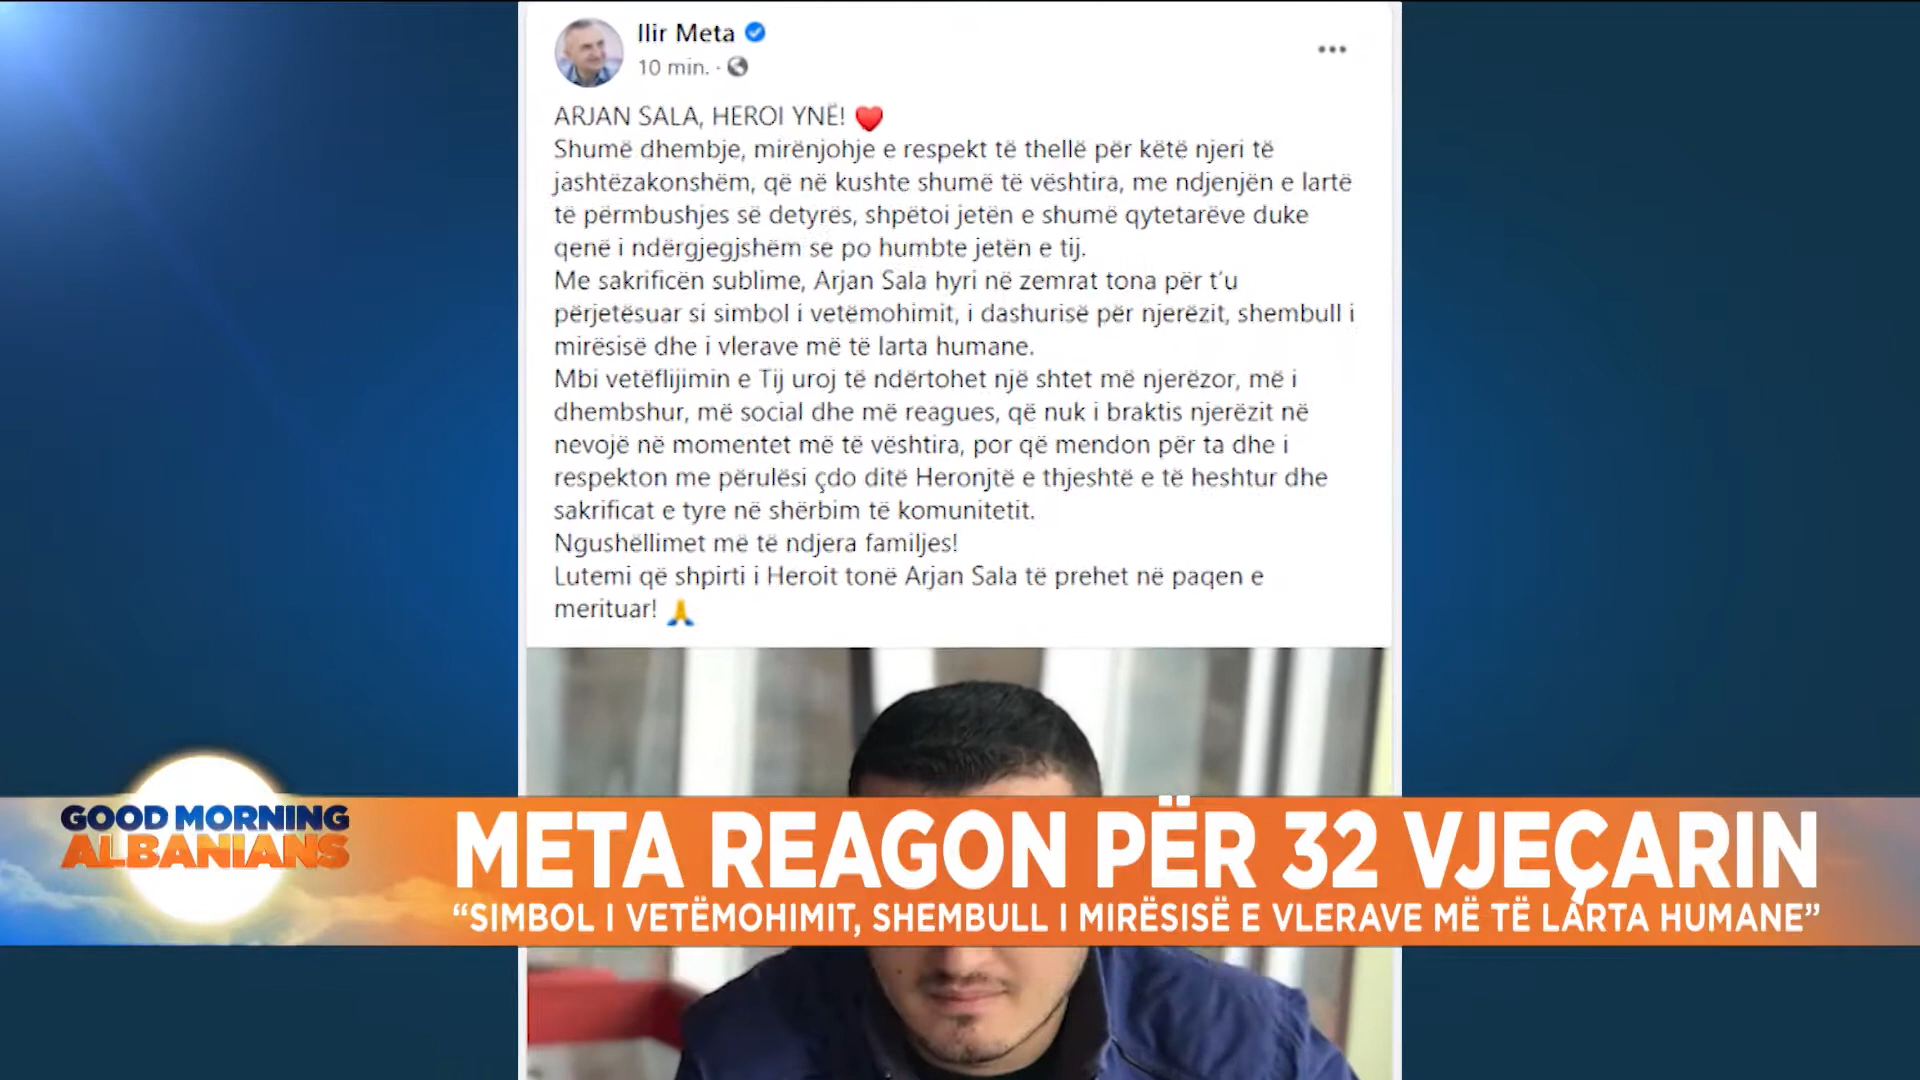 Ilir Meta
10 min. ·
ARJAN SALA, HEROI YNË! ❤️
Shumë dhembje, mirënjohje e respekt të thellë për këtë njeri të
jashtëzakonshëm, që në kushte shumë të vështira, me ndjenjën e lartë
të përmbushjes së detyrës, shpëtoi jetën e shumë qytetarëve duke
qenë i ndërgjegjshëm se po humbte jetën e tij.
Me sakrificën sublime, Arjan Sala hyri në zemrat tona për t'u
përjetësuar si simbol i vetëmohimit, i dashurisë për njerëzit, shembull i
mirësisë dhe i vlerave më të larta humane.
Mbi vetëflijimin e Tij uroj të ndërtohet një shtet më njerëzor, më i
dhembshur, më social dhe më reagues, që nuk i braktis njerëzit në
nevojë në momentet më të vështira, por që mendon për ta dhe i
respekton me përulësi çdo ditë Heronjtë e thjeshtë e të heshtur dhe
sakrificat e tyre në shërbim të komunitetit.
Ngushëllimet më të ndjera familjes!
Lutemi që shpirti i Heroit tonë Arjan Sala të prehet në paqen e
merituar! 🙏
GOOD MORNING
ALBANIANS
META REAGON PËR 32 VJEÇARIN
“SIMBOL I VETËMOHIMIT, SHEMBULL I MIRËSISË E VLERAVE MË TË LARTA HUMANE”